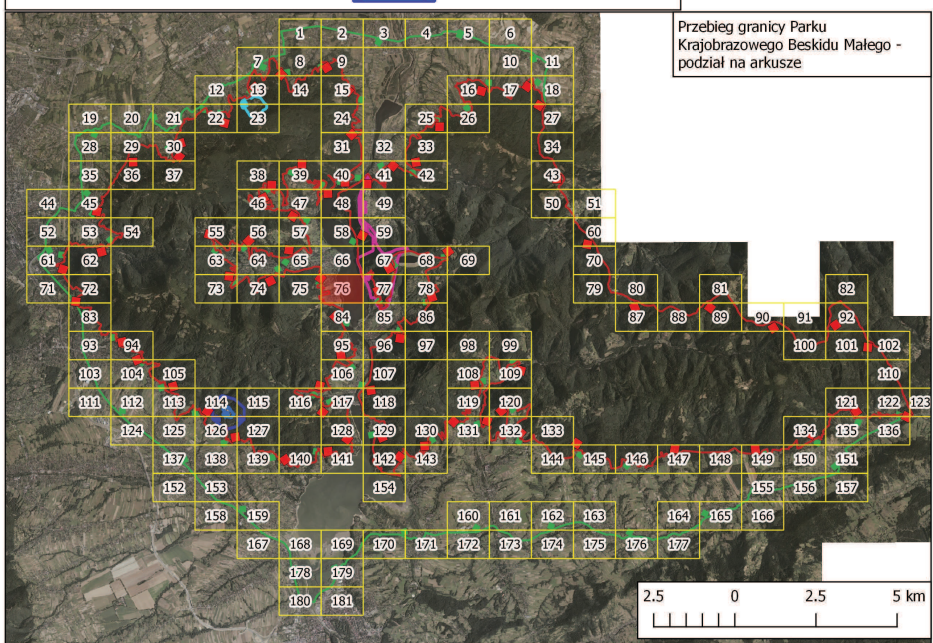 Przebieg granicy Parku
Krajobrazowego Beskidu Małego -
podział na arkusze
1 2 3 4 5 6
7 8 9 10 11
12 13 14 15 16 17 18
19 20 21 22 23 24 25 26 27
28 29 30 31 32 33 34
35 36 37 38 39 40 41 42 43
44 45 46 47 48 49 50 51
52 53 54 55 56 57 58 59 60
61 62 63 64 65 66 67 68 69 70
71 72 73 74 75 76 77 78 79 80 81 82
83 84 85 86 87 88 89 90 91 92
93 94 95 96 97 98 99 100 101 102
103 104 105 106 107 108 109 110
111 112 113 114 115 116 117 118 119 120 121 122 123
124 125 126 127 128 129 130 131 132 133 134 135 136
137 138 139 140 141 142 143 144 145 146 147 148 149 150 151
152 153 154 155 156 157
158 159 160 161 162 163 164 165 166
167 168 169 170 171 172 173 174 175 176 177
178 179
180 181
2.5 0 2.5 5 km